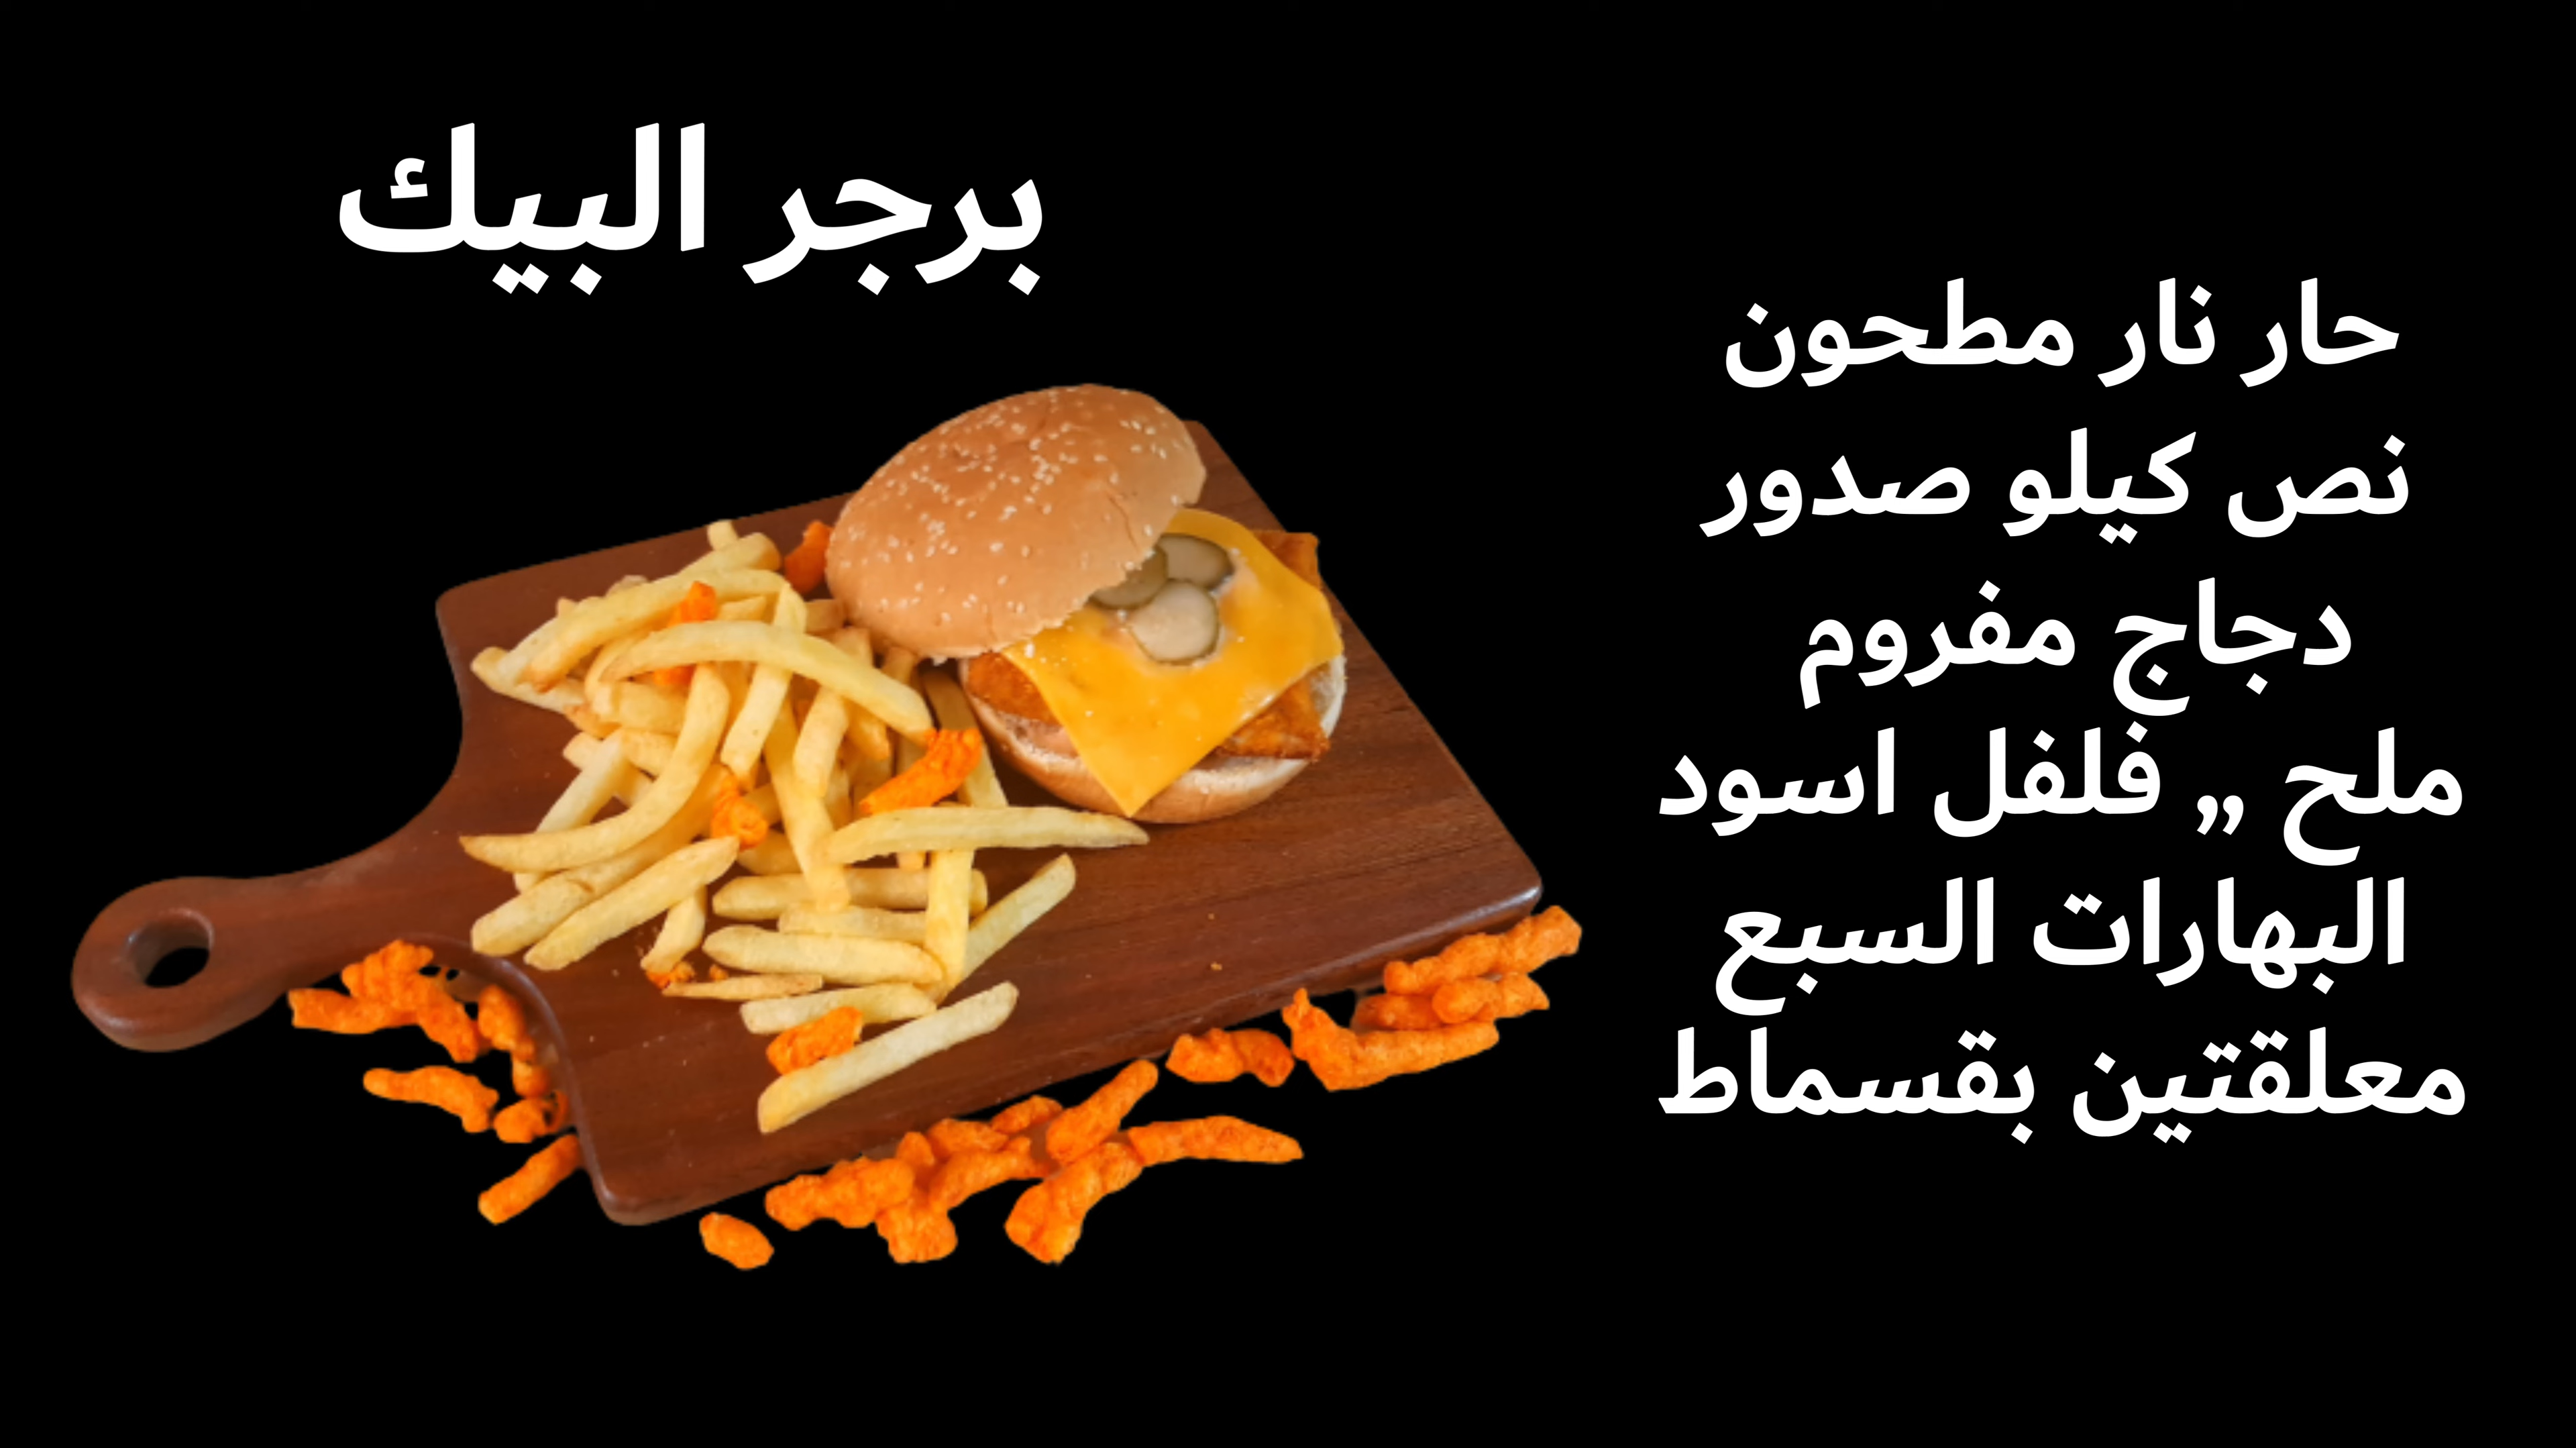 برجر البيك
حار نار مطحون
نص كيلو صدور
دجاج مفروم
ملح ,, فلفل اسود
البهارات السبع
معلقتين بقسماط